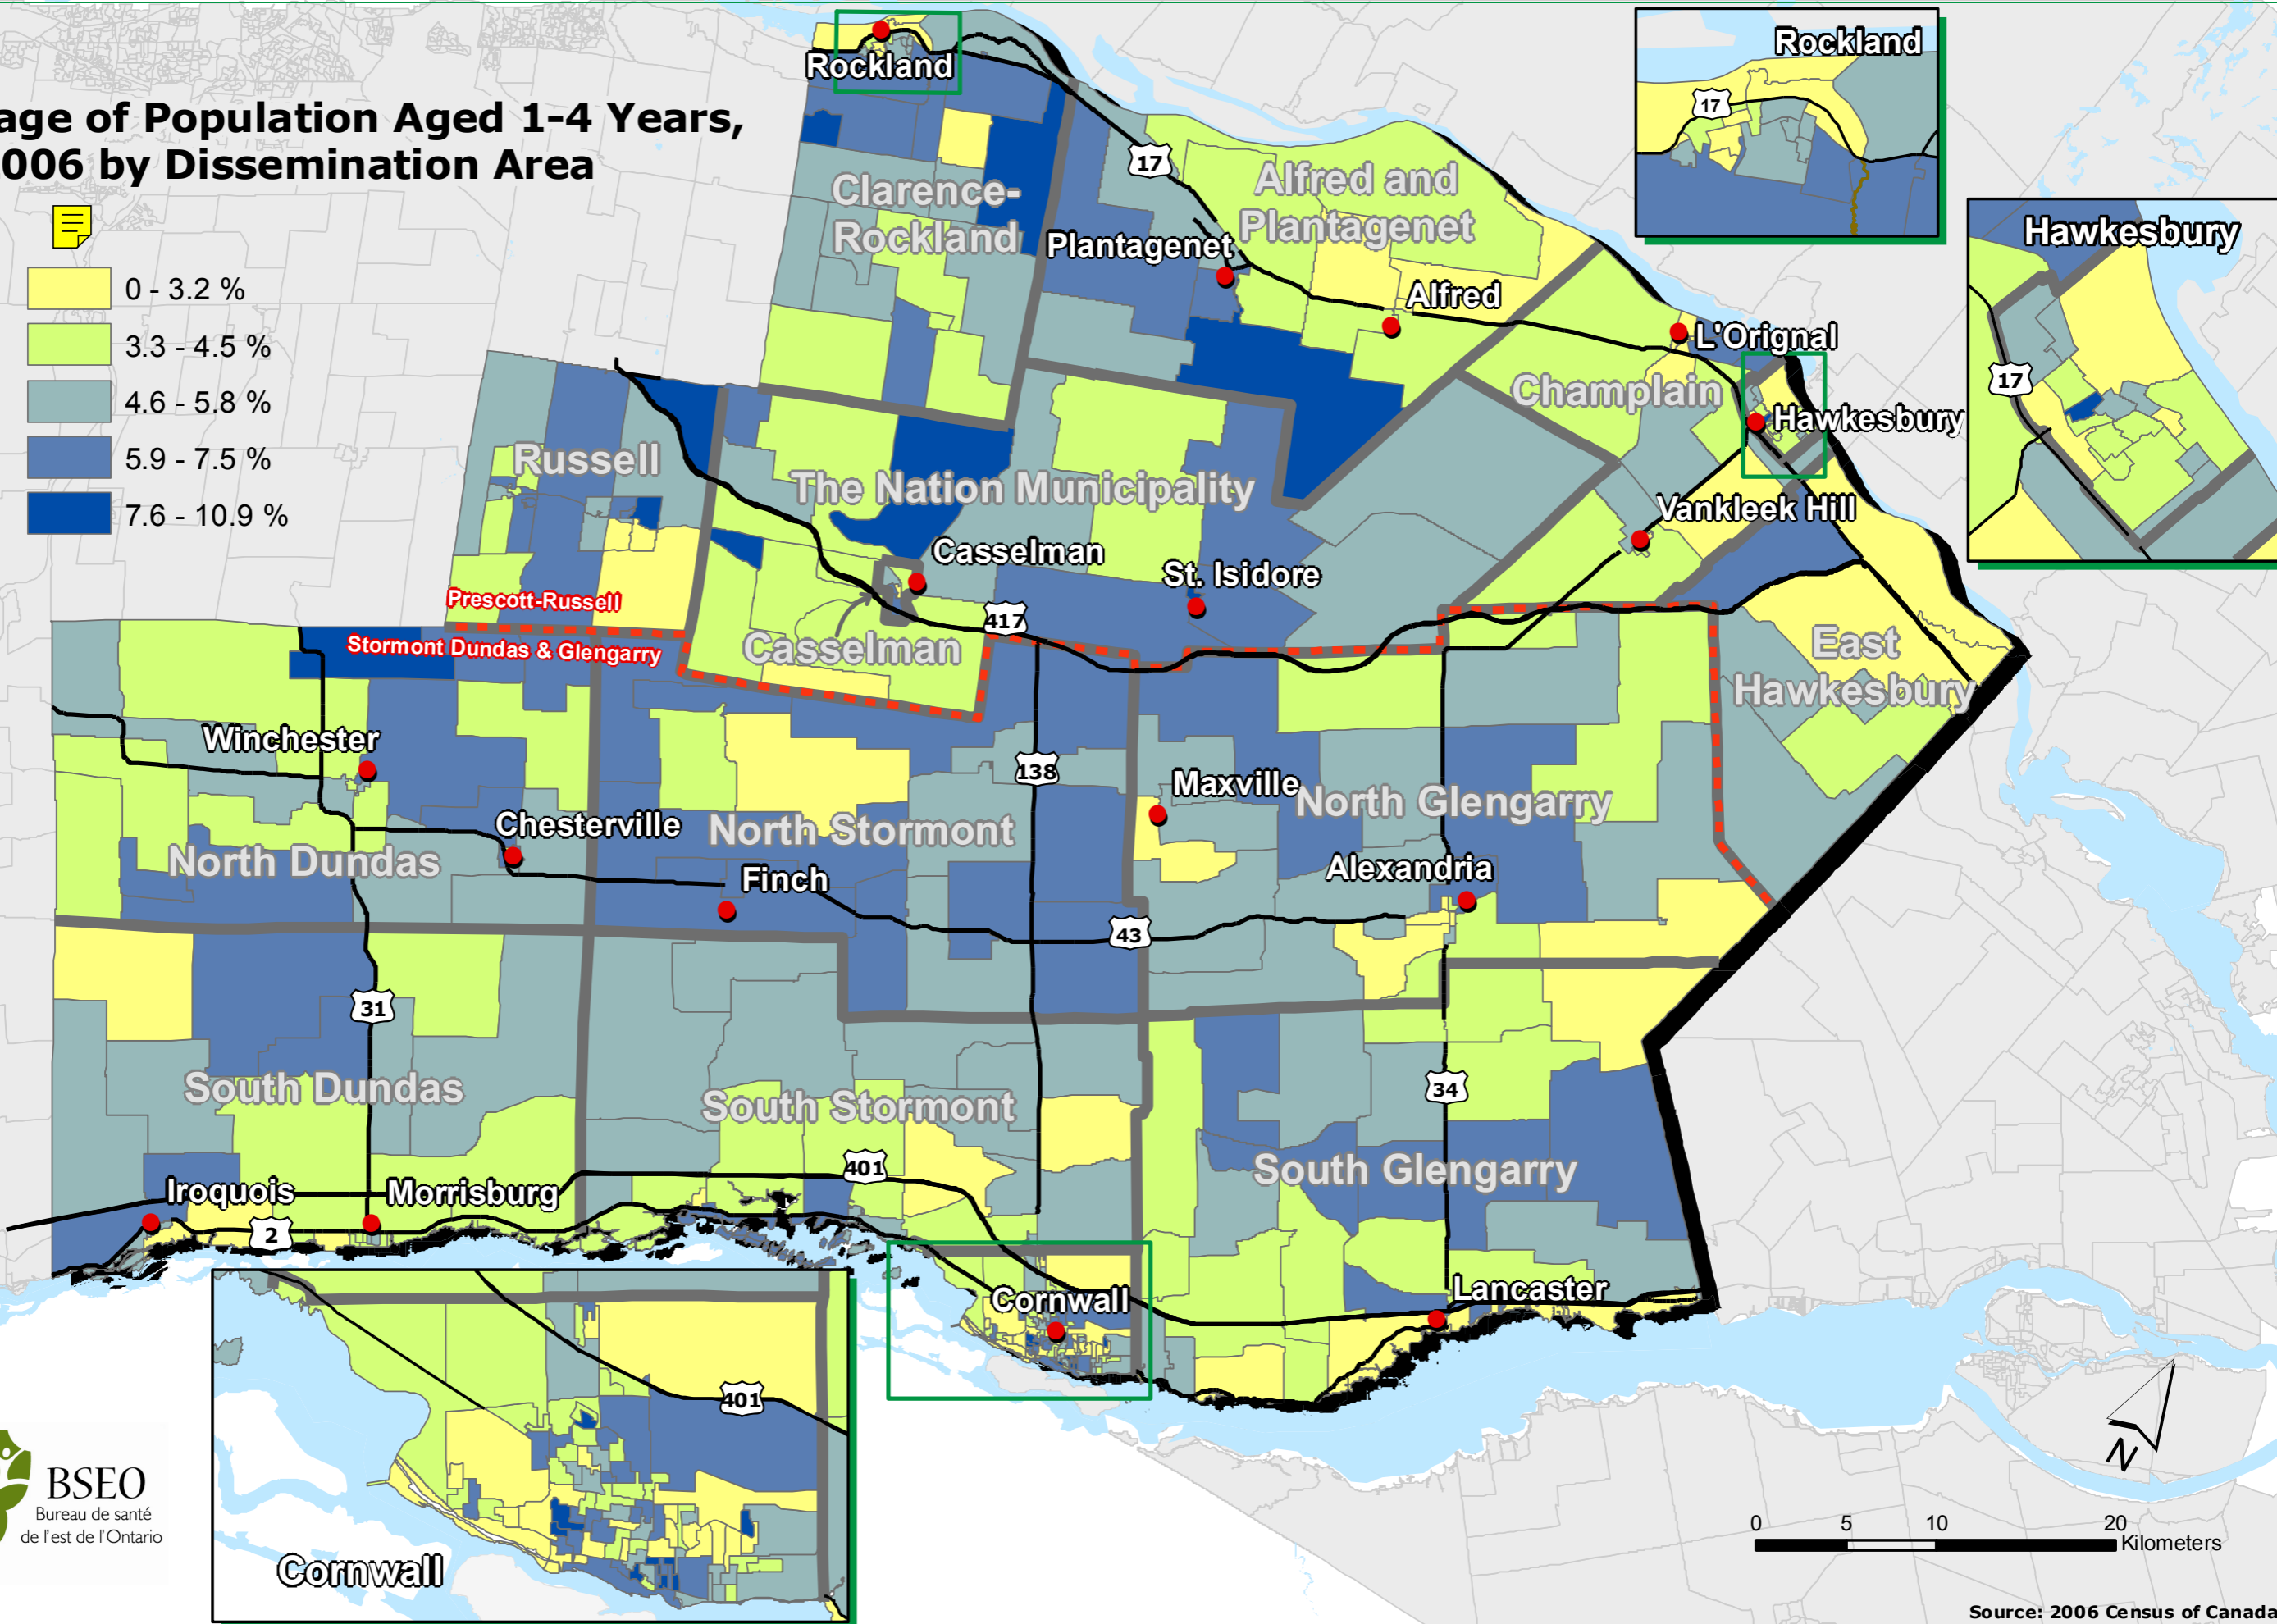 age of Population Aged 1-4 Years,
006 by Dissemination Area
0 - 3.2 %
3.3 - 4.5 %
4.6 - 5.8 %
5.9 - 7.5 %
7.6 - 10.9 %
Rockland
Rockland
17
Hawkesbury
17
17
Clarence-
Rockland
Alfred and
Plantagenet
Plantagenet
Alfred
L'Orignal
Champlain
Hawkesbury
Russell
The Nation Municipality
Vankleek Hill
Casselman
St. Isidore
Prescott-Russell
Stormont Dundas & Glengarry
417
Casselman
East
Hawkesbury
Winchester
138
Maxville
North Glengarry
Chesterville
North Stormont
North Dundas
Finch
Alexandria
43
31
South Dundas
South Stormont
34
401
South Glengarry
Iroquois
Morrisburg
2
Lancaster
Cornwall
401
Cornwall
BSEO
Bureau de santé
de l'est de l'Ontario
N
0 5 10 20
Kilometers
Source: 2006 Census of Canada